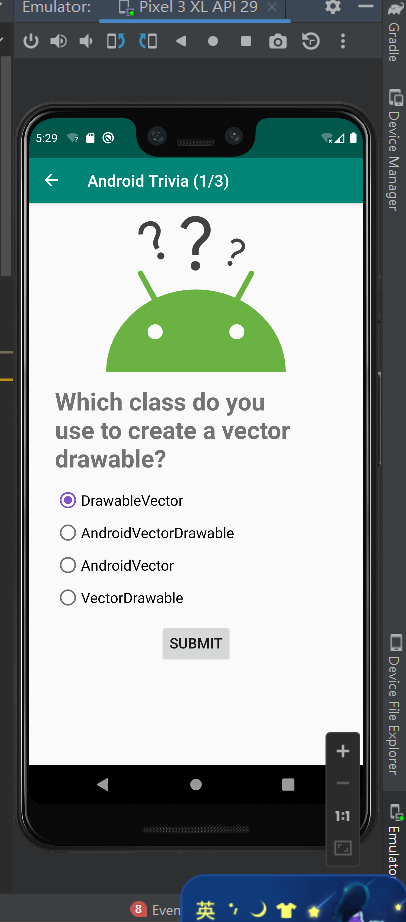 Emulator: Pixel 3 XL API 29
Gradle
Device Manager
5:29
Android Trivia (1/3)
? ? ?
Which class do you
use to create a vector
drawable?
DrawableVector
AndroidVectorDrawable
AndroidVector
VectorDrawable
SUBMIT
Device File Explorer
1:1
Emulato
8 Even
英